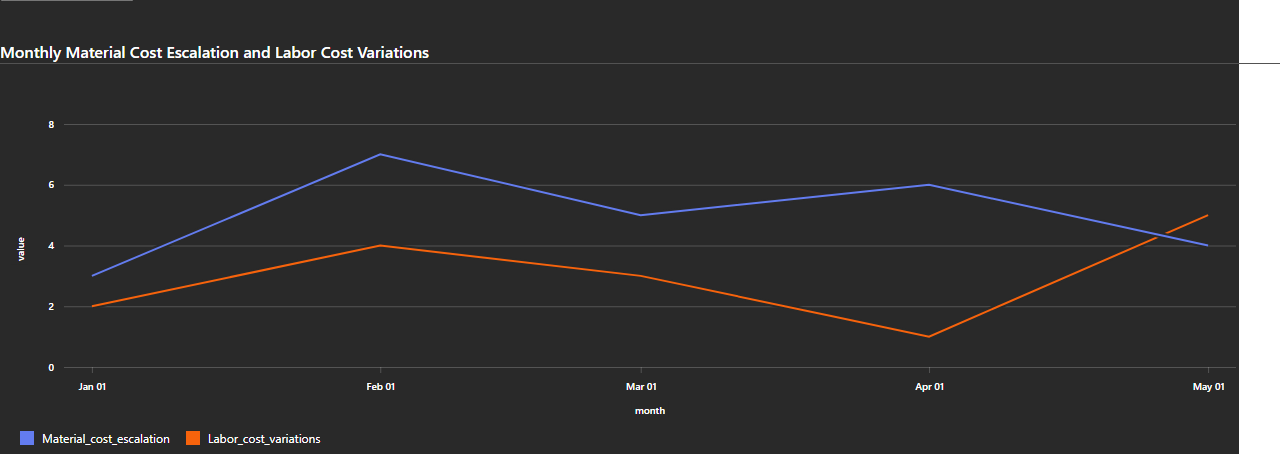 Monthly Material Cost Escalation and Labor Cost Variations
8
6
4
2
0
value
Jan 01 Feb 01 Mar 01 Apr 01 May 01
month
Material_cost_escalation Labor_cost_variations